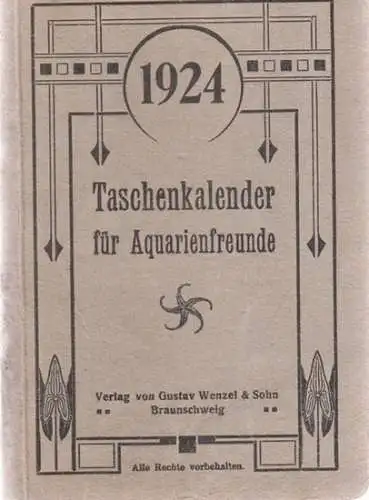 1924
Taschenkalender
für Aquarienfreunde
Verlag von Gustav Wenzel & Sohn
Braunschweig
Alle Rechte vorbehalten.